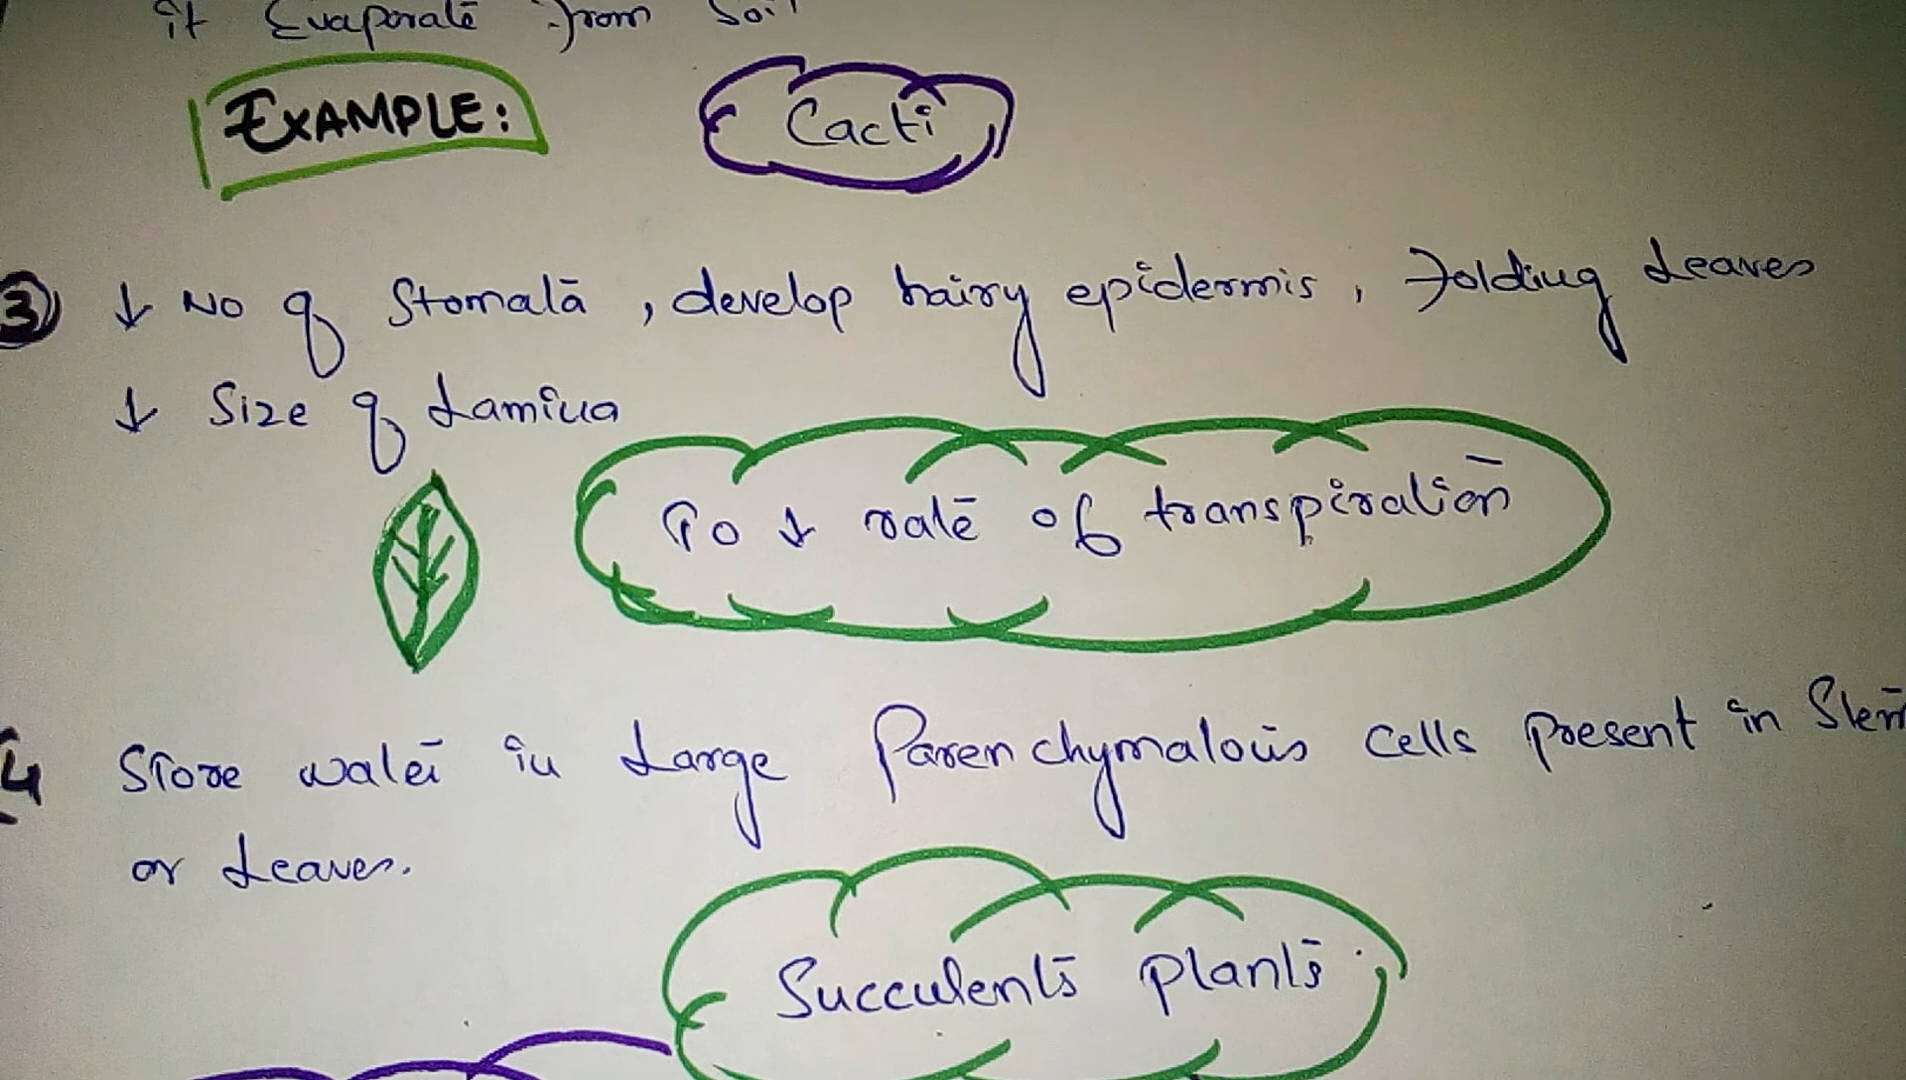 it Evaporate from Soil
EXAMPLE: Cacti
3) ↓ No of Stomata, develop hairy epidermis, Folding Leaves
↓ Size of Lamina
To ↓ rate of transpiration
4 Store water in Large Parenchymatous cells present in Stem
or Leaves.
Succulents plants